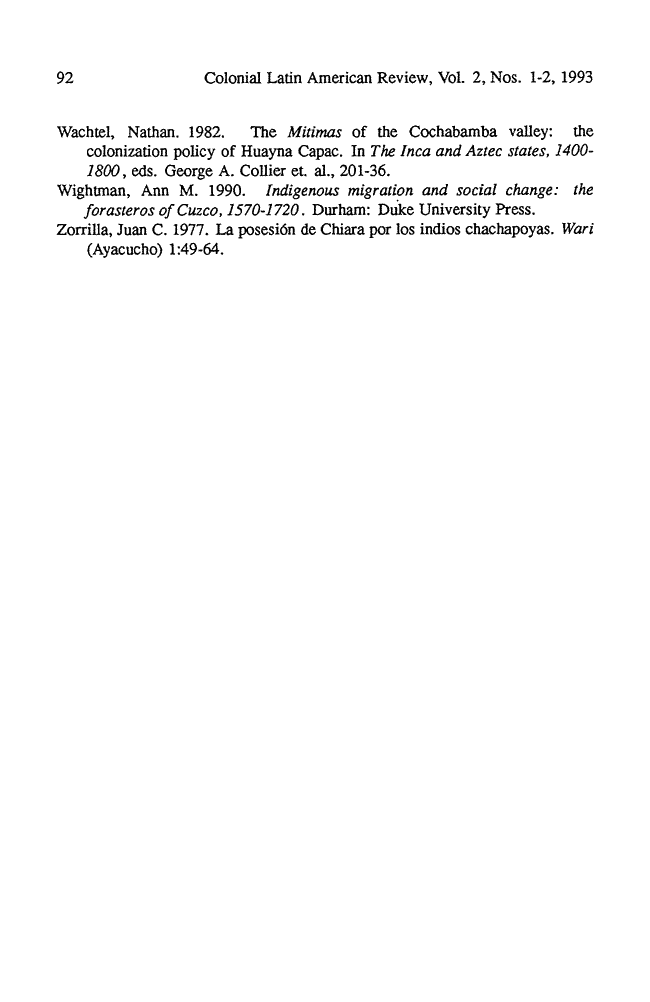 92 Colonial Latin American Review, Vol. 2, Nos. 1-2, 1993
Wachtel, Nathan. 1982. The Mitimas of the Cochabamba valley: the
colonization policy of Huayna Capac. In The Inca and Aztec states, 1400-
1800, eds. George A. Collier et. al., 201-36.
Wightman, Ann M. 1990. Indigenous migration and social change: the
forasteros of Cuzco, 1570-1720. Durham: Duke University Press.
Zorrilla, Juan C. 1977. La posesión de Chiara por los indios chachapoyas. Wari
(Ayacucho) 1:49-64.